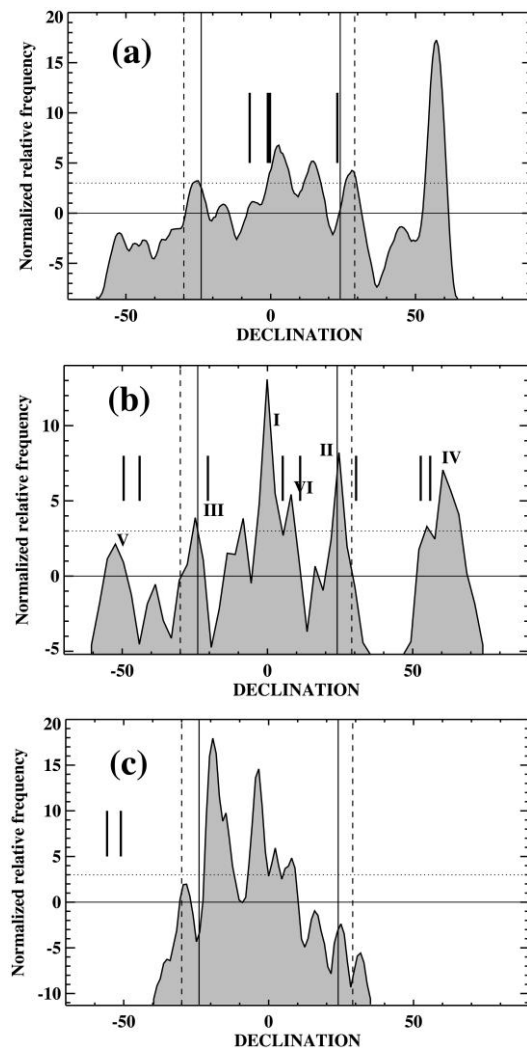 20
15
10
5
0
-5
Normalized relative frequency
(a)
-50 0 50
DECLINATION
10
5
0
-5
Normalized relative frequency
(b)
I
II
III
IV
V
VI
-50 0 50
DECLINATION
20
15
10
5
0
-5
-10
Normalized relative frequency
(c)
-50 0 50
DECLINATION